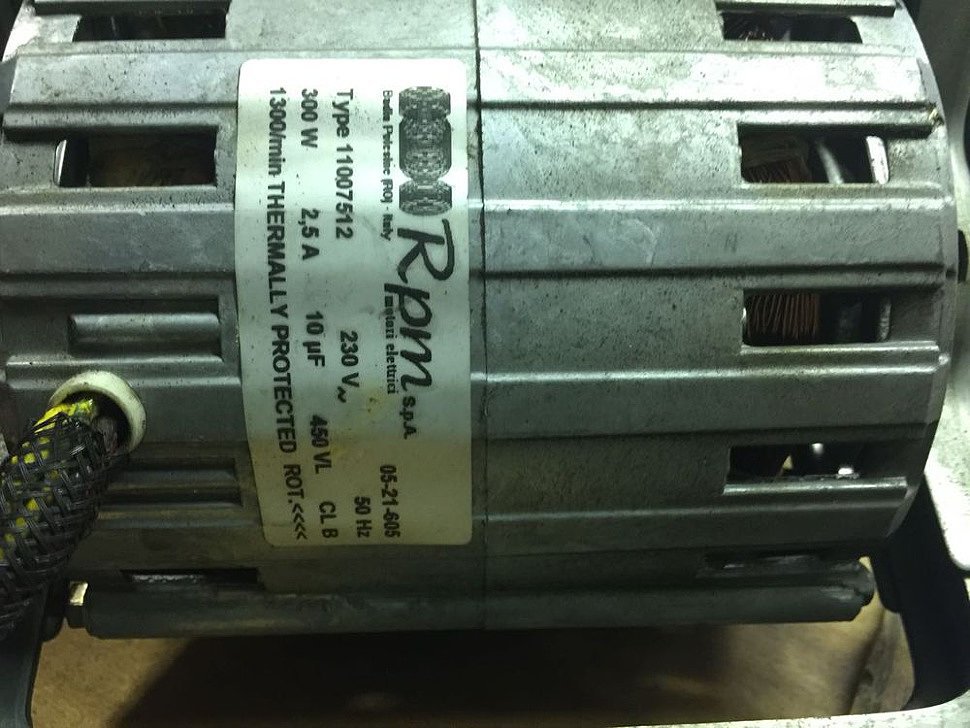 Rpm S.p.A.
motori elettrici
Badia Polesine (RO) - Italy
05-21-605
Type 11007512 230 V~ 50 Hz
300 W 2,5 A 10 µF 450 VL CL B
1300/min THERMALLY PROTECTED ROT.<<<<